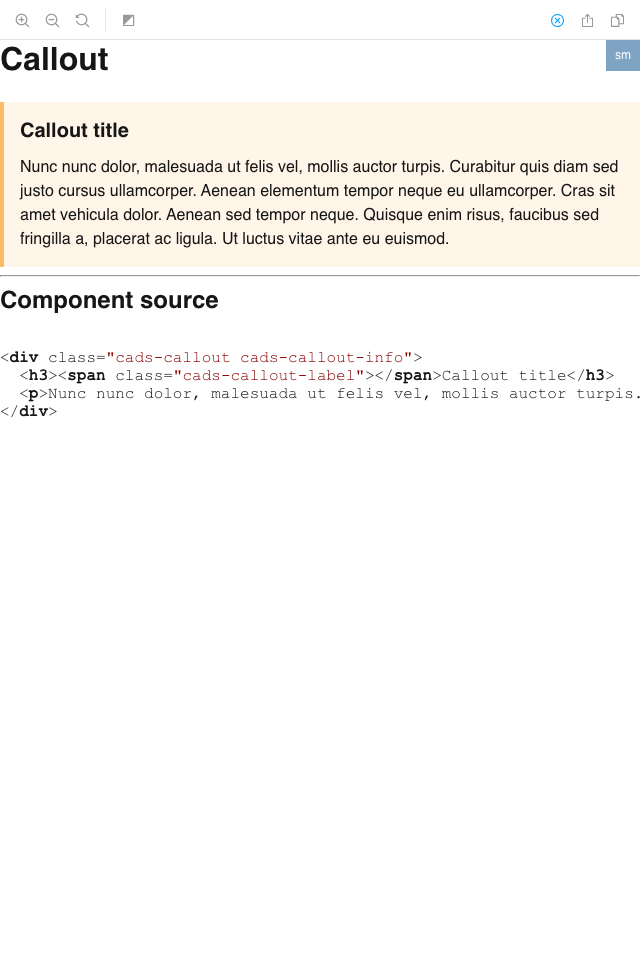 sm
Callout
Callout title
Nunc nunc dolor, malesuada ut felis vel, mollis auctor turpis. Curabitur quis diam sed
justo cursus ullamcorper. Aenean elementum tempor neque eu ullamcorper. Cras sit
amet vehicula dolor. Aenean sed tempor neque. Quisque enim risus, faucibus sed
fringilla a, placerat ac ligula. Ut luctus vitae ante eu euismod.
Component source
<div class="cads-callout cads-callout-info">
  <h3><span class="cads-callout-label"></span>Callout title</h3>
  <p>Nunc nunc dolor, malesuada ut felis vel, mollis auctor turpis.
</div>